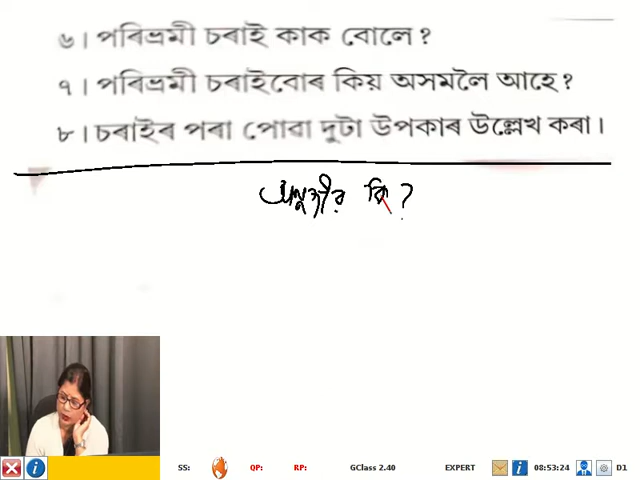 ৬। পৰিভ্ৰমী চৰাই কাক বোলে?
৭। পৰিভ্ৰমী চৰাইবোৰ কিয় অসমলৈ আহে?
৮। চৰাইৰ পৰা পোৱা দুটা উপকাৰ উল্লেখ কৰা।
কি?
SS: QP: RP: GClass 2.40 EXPERT 08:53:24 D1